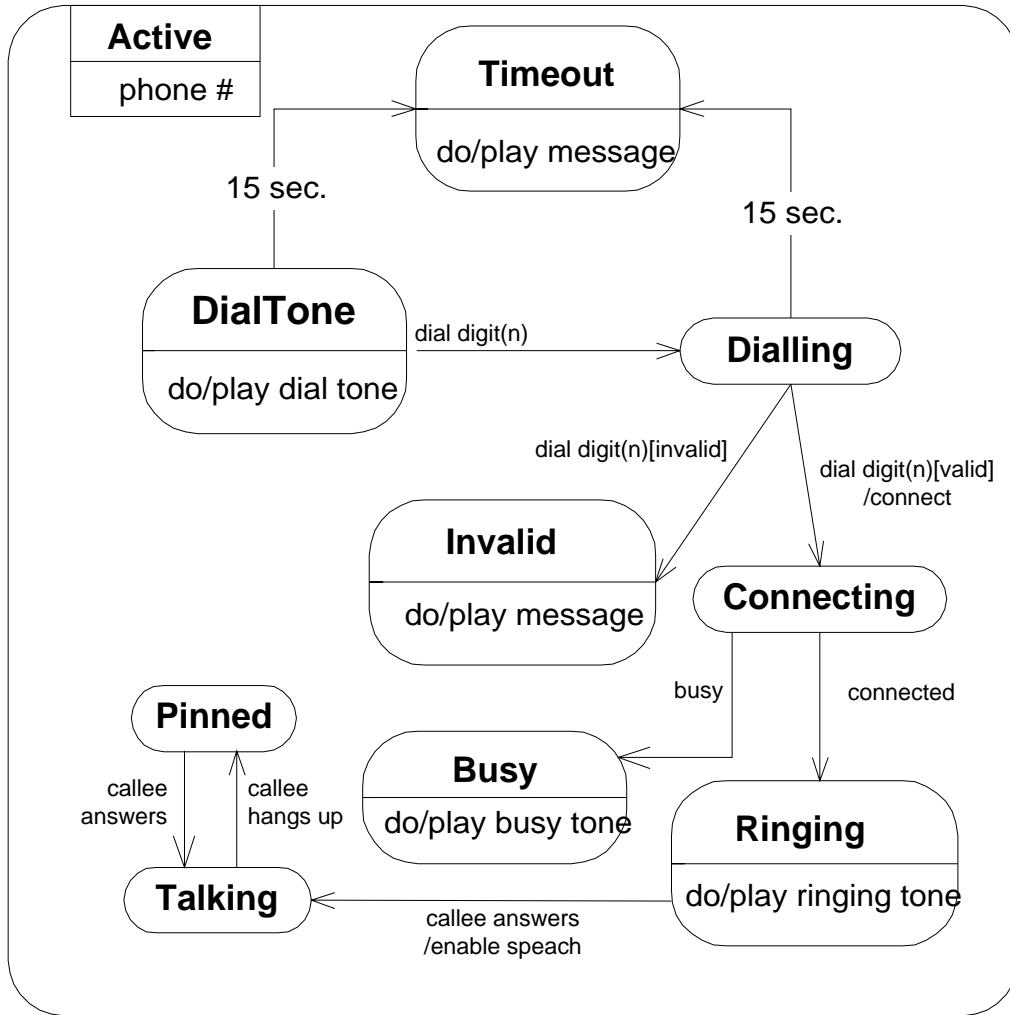 Active
phone #
Timeout
do/play message
15 sec.
15 sec.
DialTone
do/play dial tone
dial digit(n)
Dialling
dial digit(n)[invalid]
dial digit(n)[valid]
/connect
Invalid
do/play message
Connecting
busy
connected
Pinned
callee
answers
callee
hangs up
Busy
do/play busy tone
Ringing
do/play ringing tone
Talking
callee answers
/enable speach